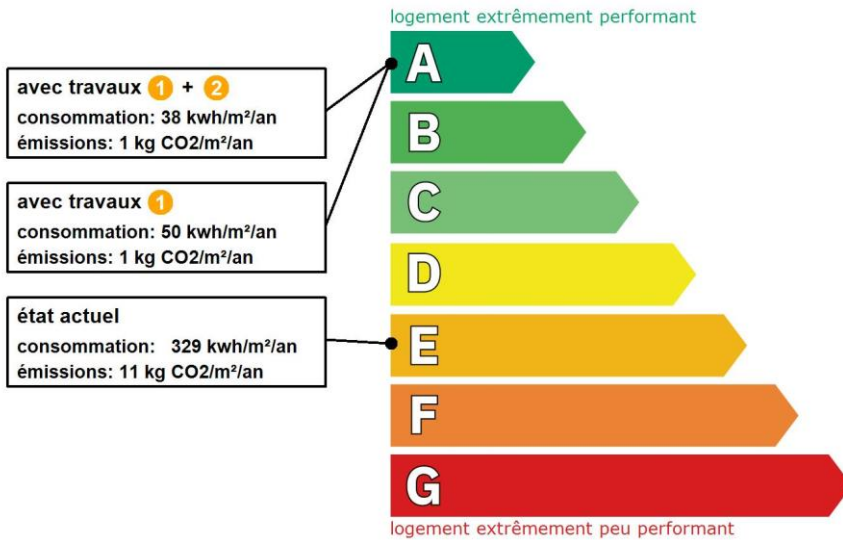 logement extrêmement performant
avec travaux 1 + 2
consommation: 38 kwh/m²/an
émissions: 1 kg CO2/m²/an
avec travaux 1
consommation: 50 kwh/m²/an
émissions: 1 kg CO2/m²/an
état actuel
consommation: 329 kwh/m²/an
émissions: 11 kg CO2/m²/an
A
B
C
D
E
F
G
logement extrêmement peu performant